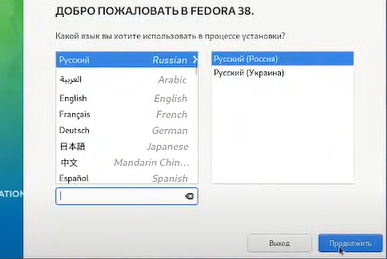 ДОБРО ПОЖАЛОВАТЬ В FEDORA 38.
Какой язык вы хотите использовать в процессе установки?
Русский Russian
العربية Arabic
English English
Français French
Deutsch German
日本語 Japanese
中文 Mandarin Chin...
Español Spanish
Русский (Россия)
Русский (Украина)
ATION
Выход
Продолжить